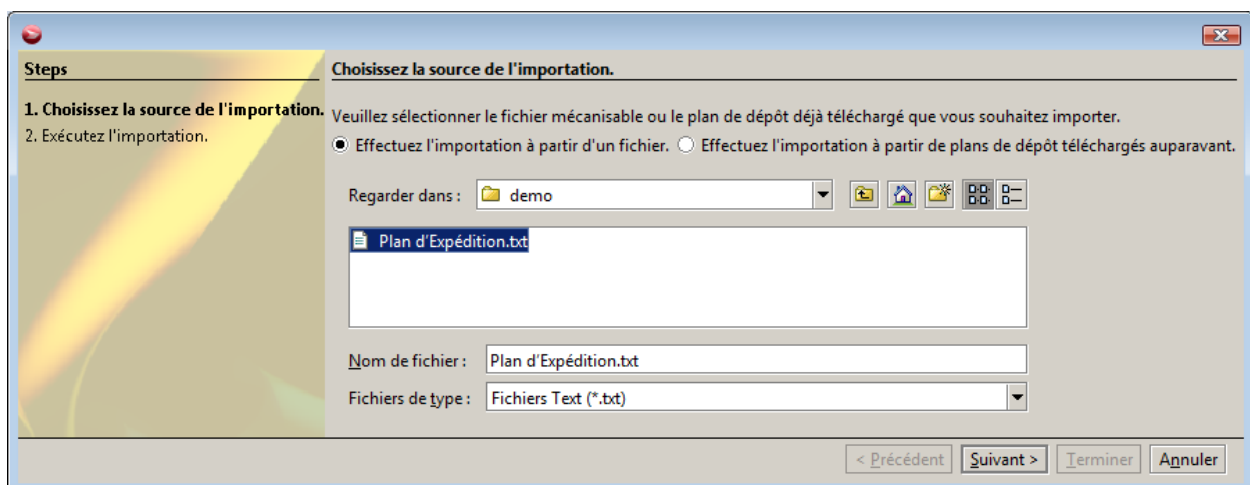 Steps
1. Choisissez la source de l'importation.
2. Exécutez l'importation.
Choisissez la source de l'importation.
Veuillez sélectionner le fichier mécanisable ou le plan de dépôt déjà téléchargé que vous souhaitez importer.
Effectuez l'importation à partir d'un fichier. Effectuez l'importation à partir de plans de dépôt téléchargés auparavant.
Regarder dans : demo
Plan d'Expédition.txt
Nom de fichier : Plan d'Expédition.txt
Fichiers de type : Fichiers Text (*.txt)
< Précédent Suivant > Terminer Annuler